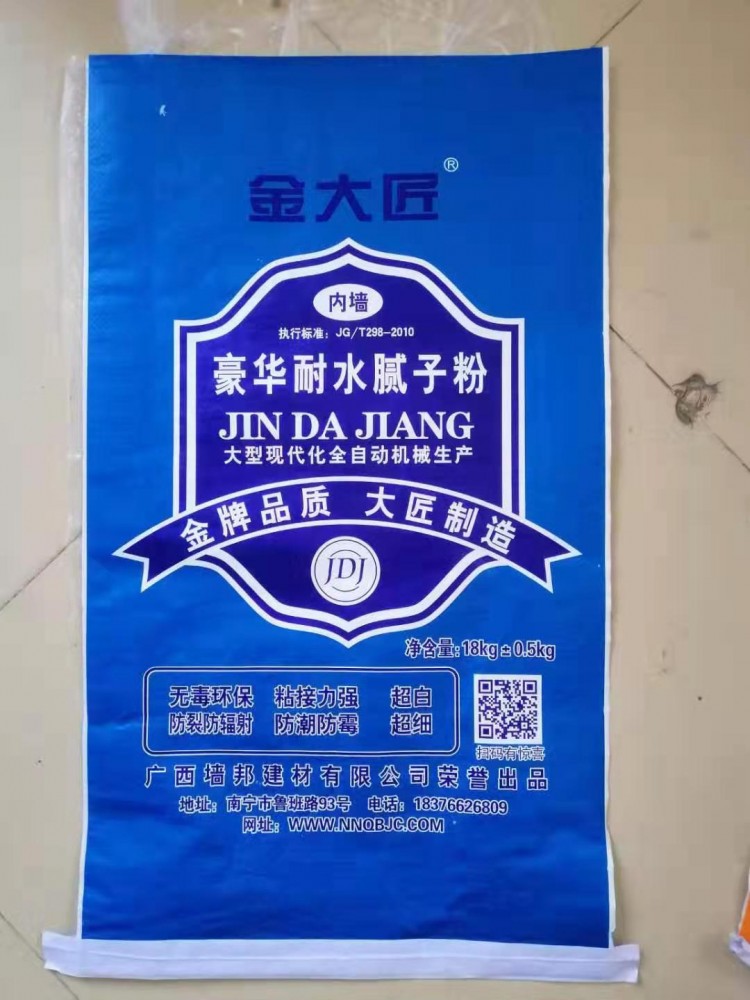 金大匠®
内墙
执行标准：JG/T298-2010
豪华耐水腻子粉
JIN DA JIANG
大型现代化全自动机械生产
金牌品质 大匠制造
JDJ
净含量：18kg±0.5kg
无毒环保 粘接力强 超白
防裂防辐射 防潮防霉 超细
扫码有惊喜
广西墙邦建材有限公司荣誉出品
地址：南宁市鲁班路93号 电话：18376626809
网址：WWW.NNQBJC.COM